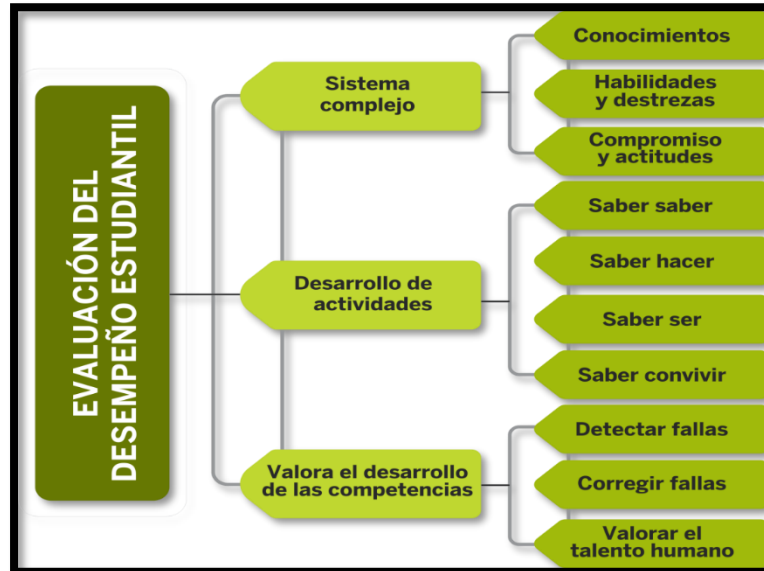 EVALUACIÓN DEL
DESEMPEÑO ESTUDIANTIL
Sistema
complejo
Conocimientos
Habilidades
y destrezas
Compromiso
y actitudes
Desarrollo de
actividades
Saber saber
Saber hacer
Saber ser
Saber convivir
Valora el desarrollo
de las competencias
Detectar fallas
Corregir fallas
Valorar el
talento humano